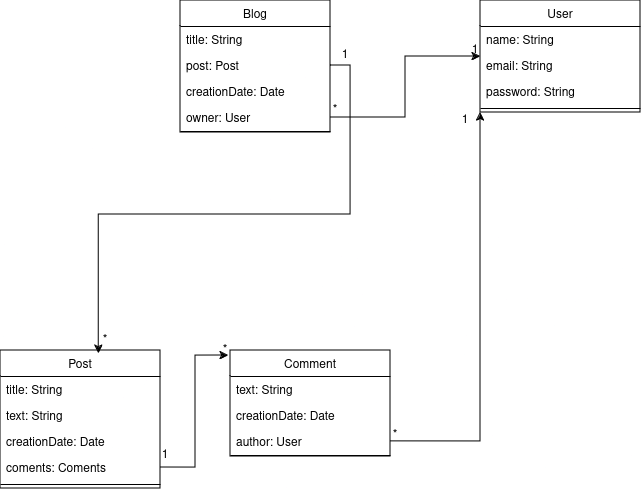 Blog
title: String
post: Post
creationDate: Date
owner: User
User
name: String
email: String
password: String
1
*
1
1
*
Post
title: String
text: String
creationDate: Date
coments: Coments
1
*
Comment
text: String
creationDate: Date
author: User
*